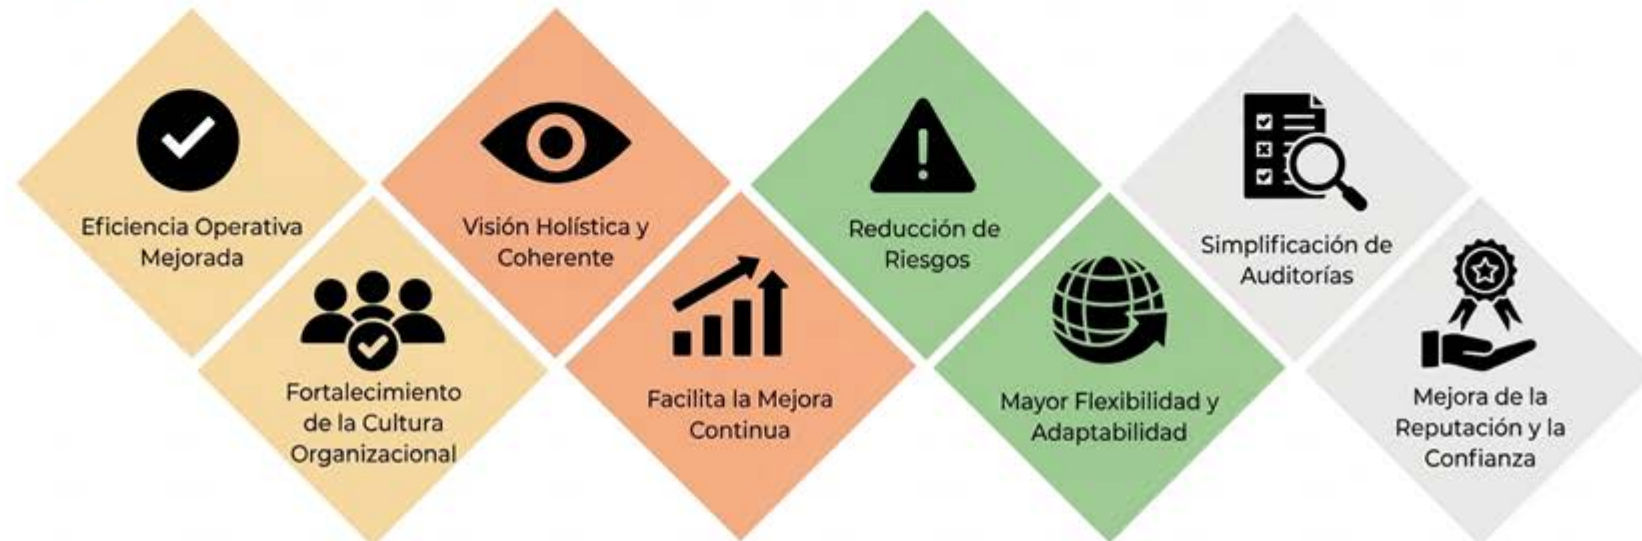 Eficiencia Operativa
Mejorada
Fortalecimiento
de la Cultura
Organizacional
Visión Holística y
Coherente
Facilita la Mejora
Continua
Reducción de
Riesgos
Mayor Flexibilidad y
Adaptabilidad
Simplificación de
Auditorías
Mejora de la
Reputación y la
Confianza